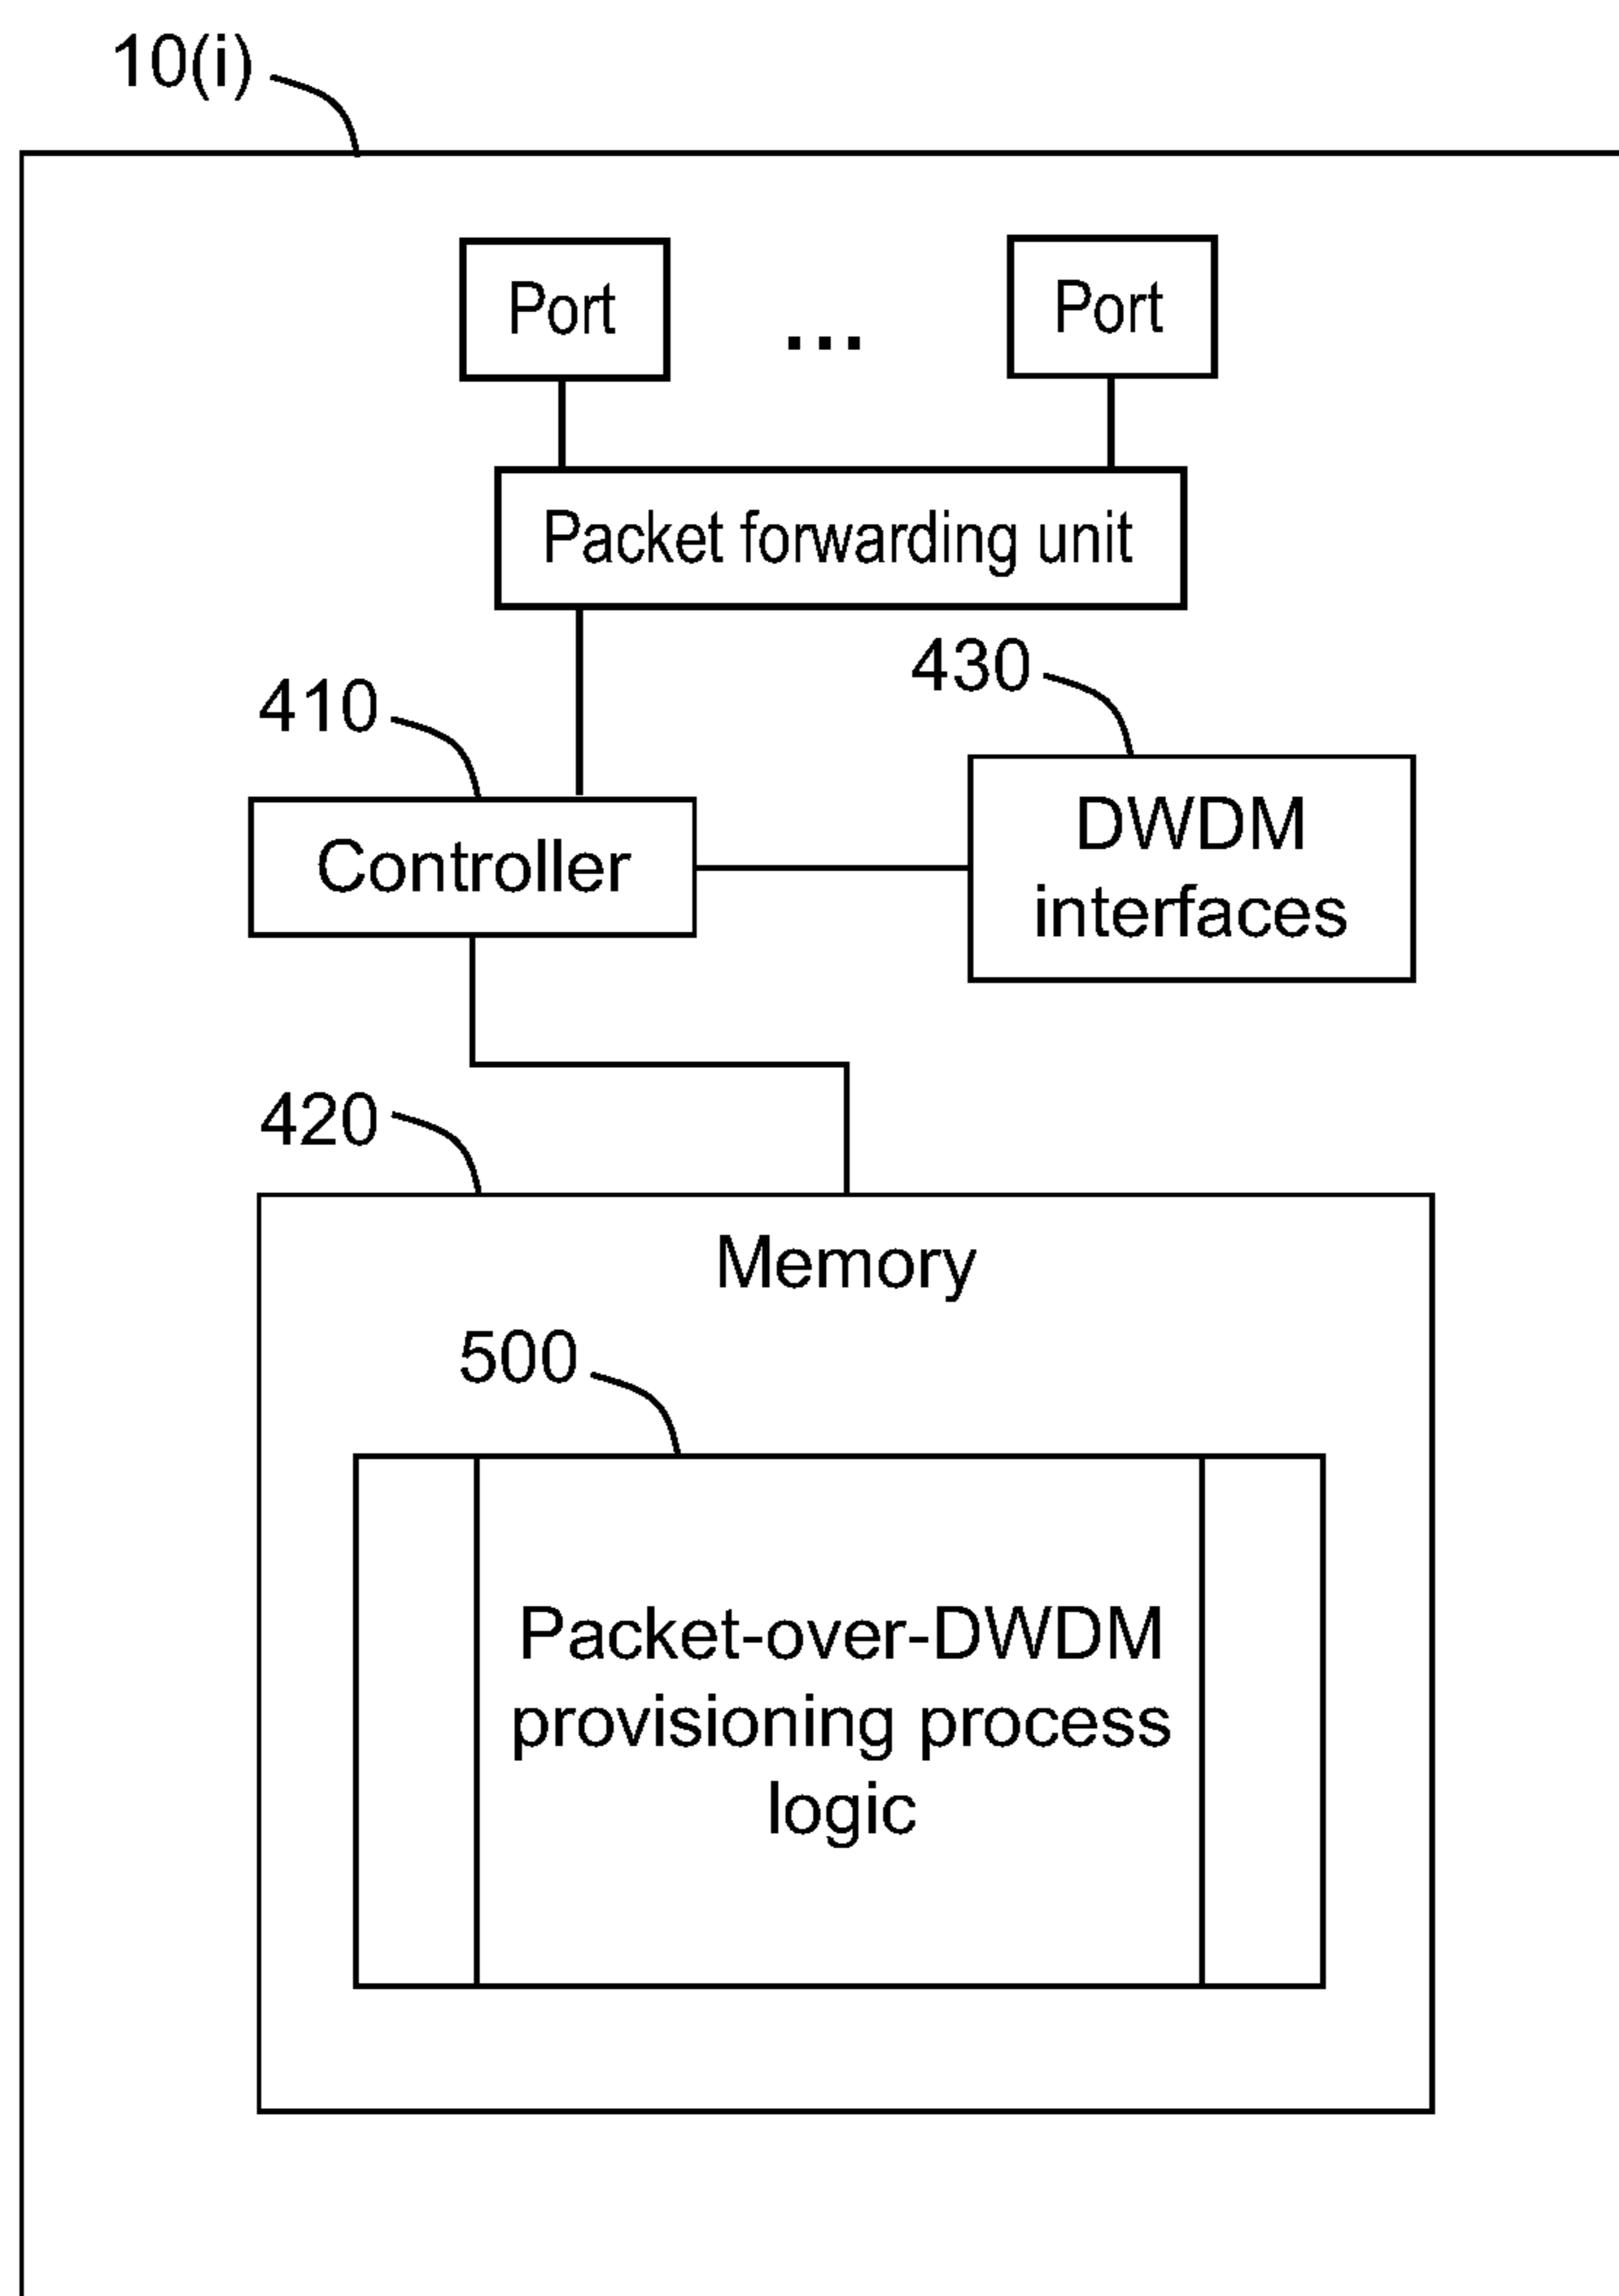 10(i)
Port
...
Port
Packet forwarding unit
430
410
DWDM
interfaces
Controller
420
Memory
500
Packet-over-DWDM
provisioning process
logic